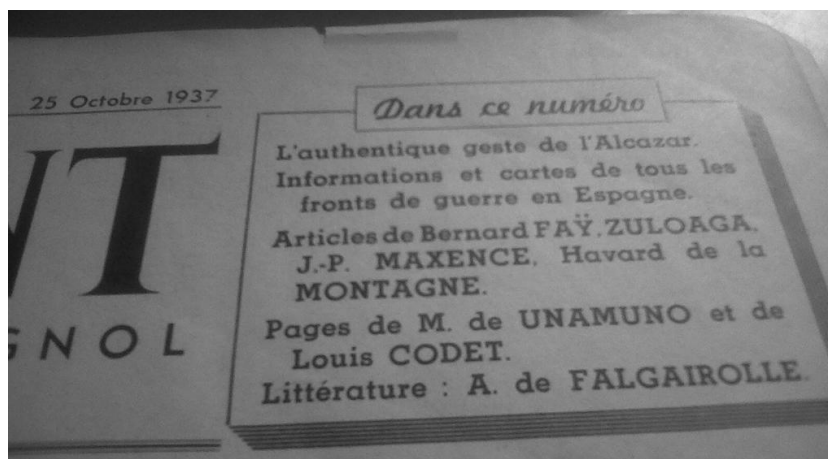 25 Octobre 1937
NT
GNOL
Dans ce numéro
L'authentique geste de l'Alcazar.
Informations et cartes de tous les
fronts de guerre en Espagne.
Articles de Bernard FAŸ, ZULOAGA,
J.-P. MAXENCE, Havard de la
MONTAGNE.
Pages de M. de UNAMUNO et de
Louis CODET.
Littérature : A. de FALGAIROLLE.